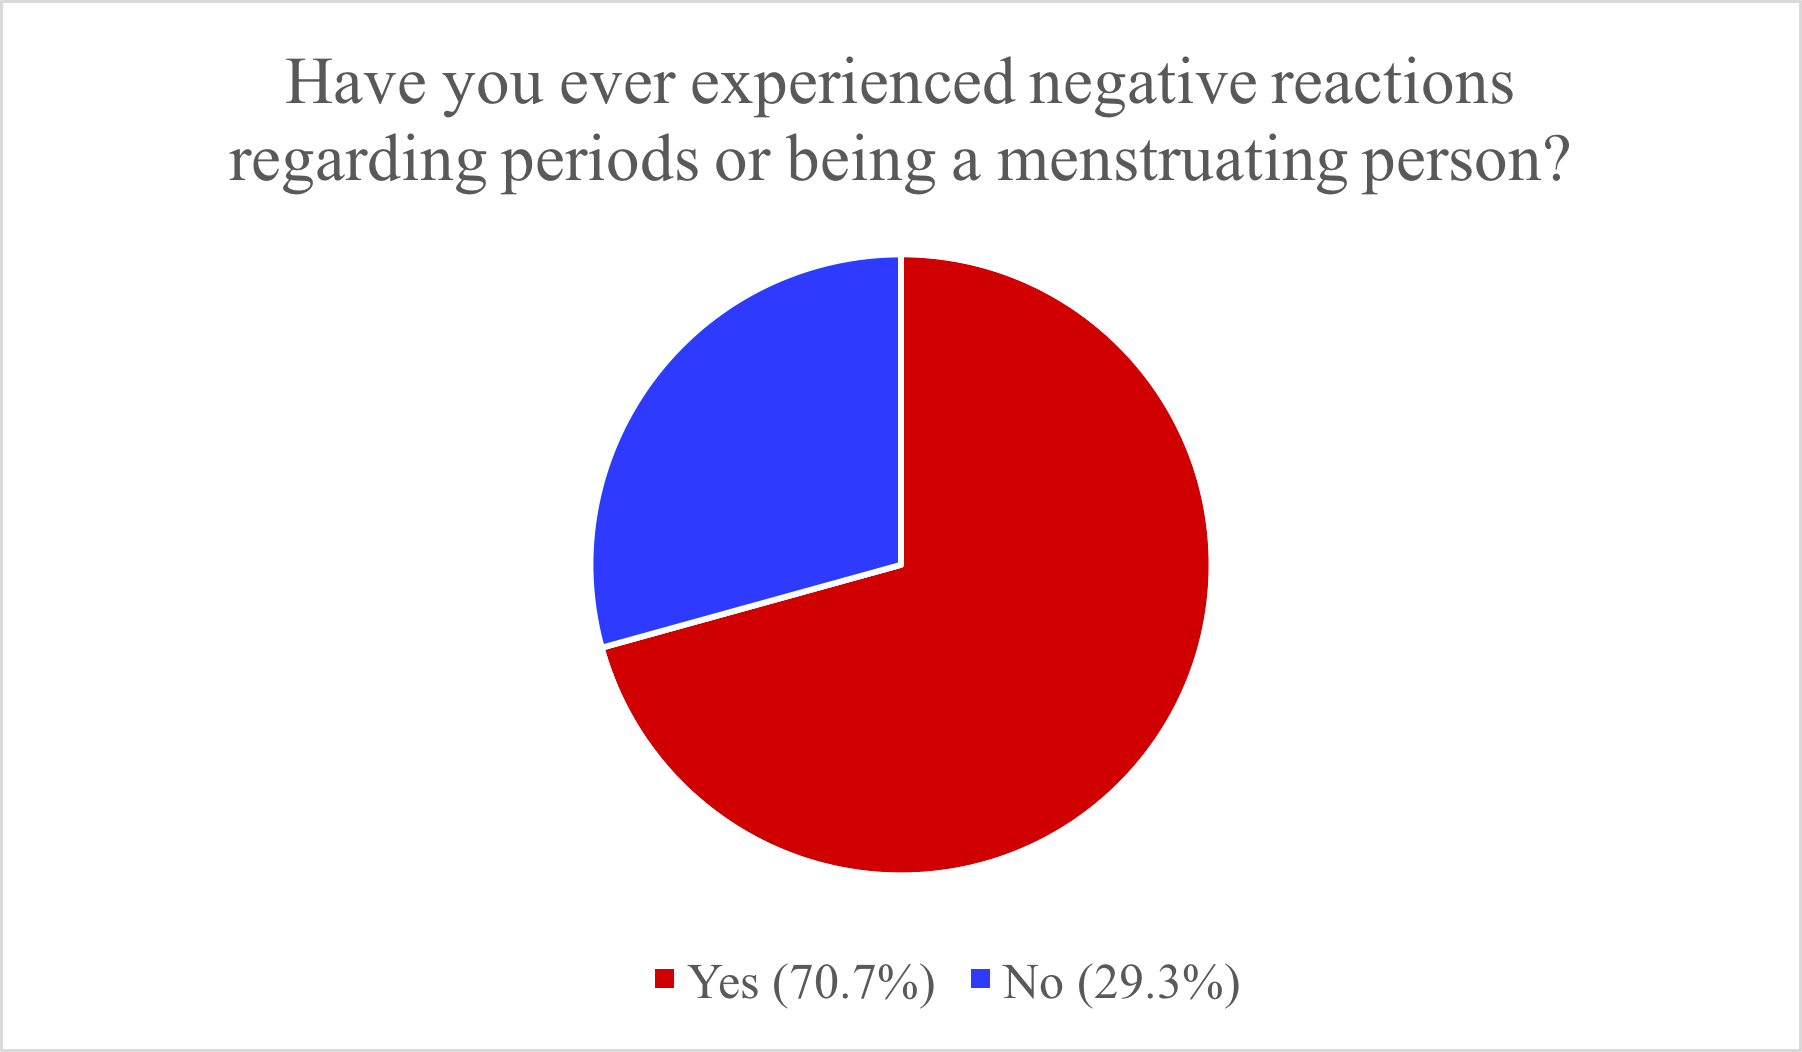 Have you ever experienced negative reactions
regarding periods or being a menstruating person?
Yes (70.7%) No (29.3%)